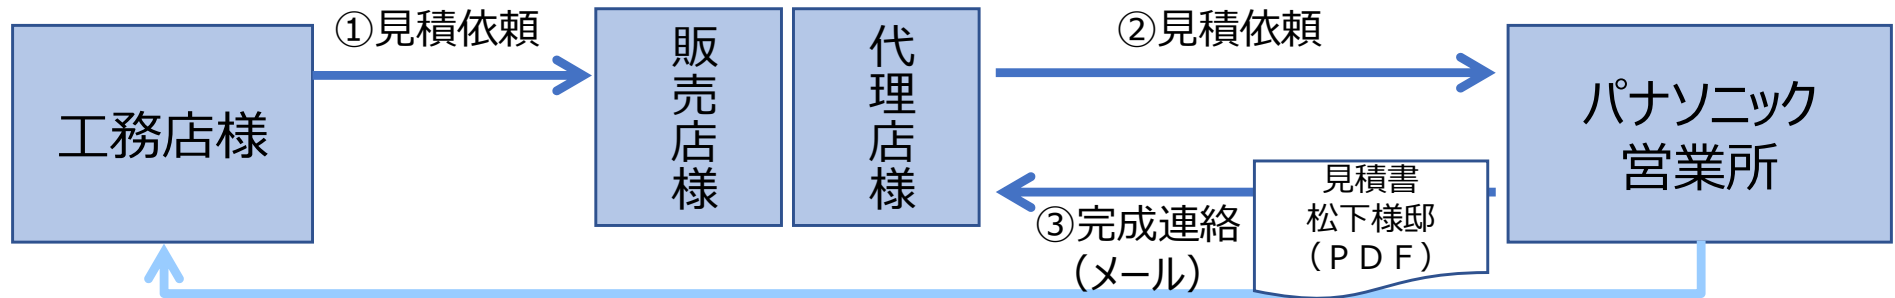 工務店様
①見積依頼
販売店様
代理店様
②見積依頼
パナソニック
営業所
③完成連絡
（メール）
見積書
松下様邸
（ＰＤＦ）